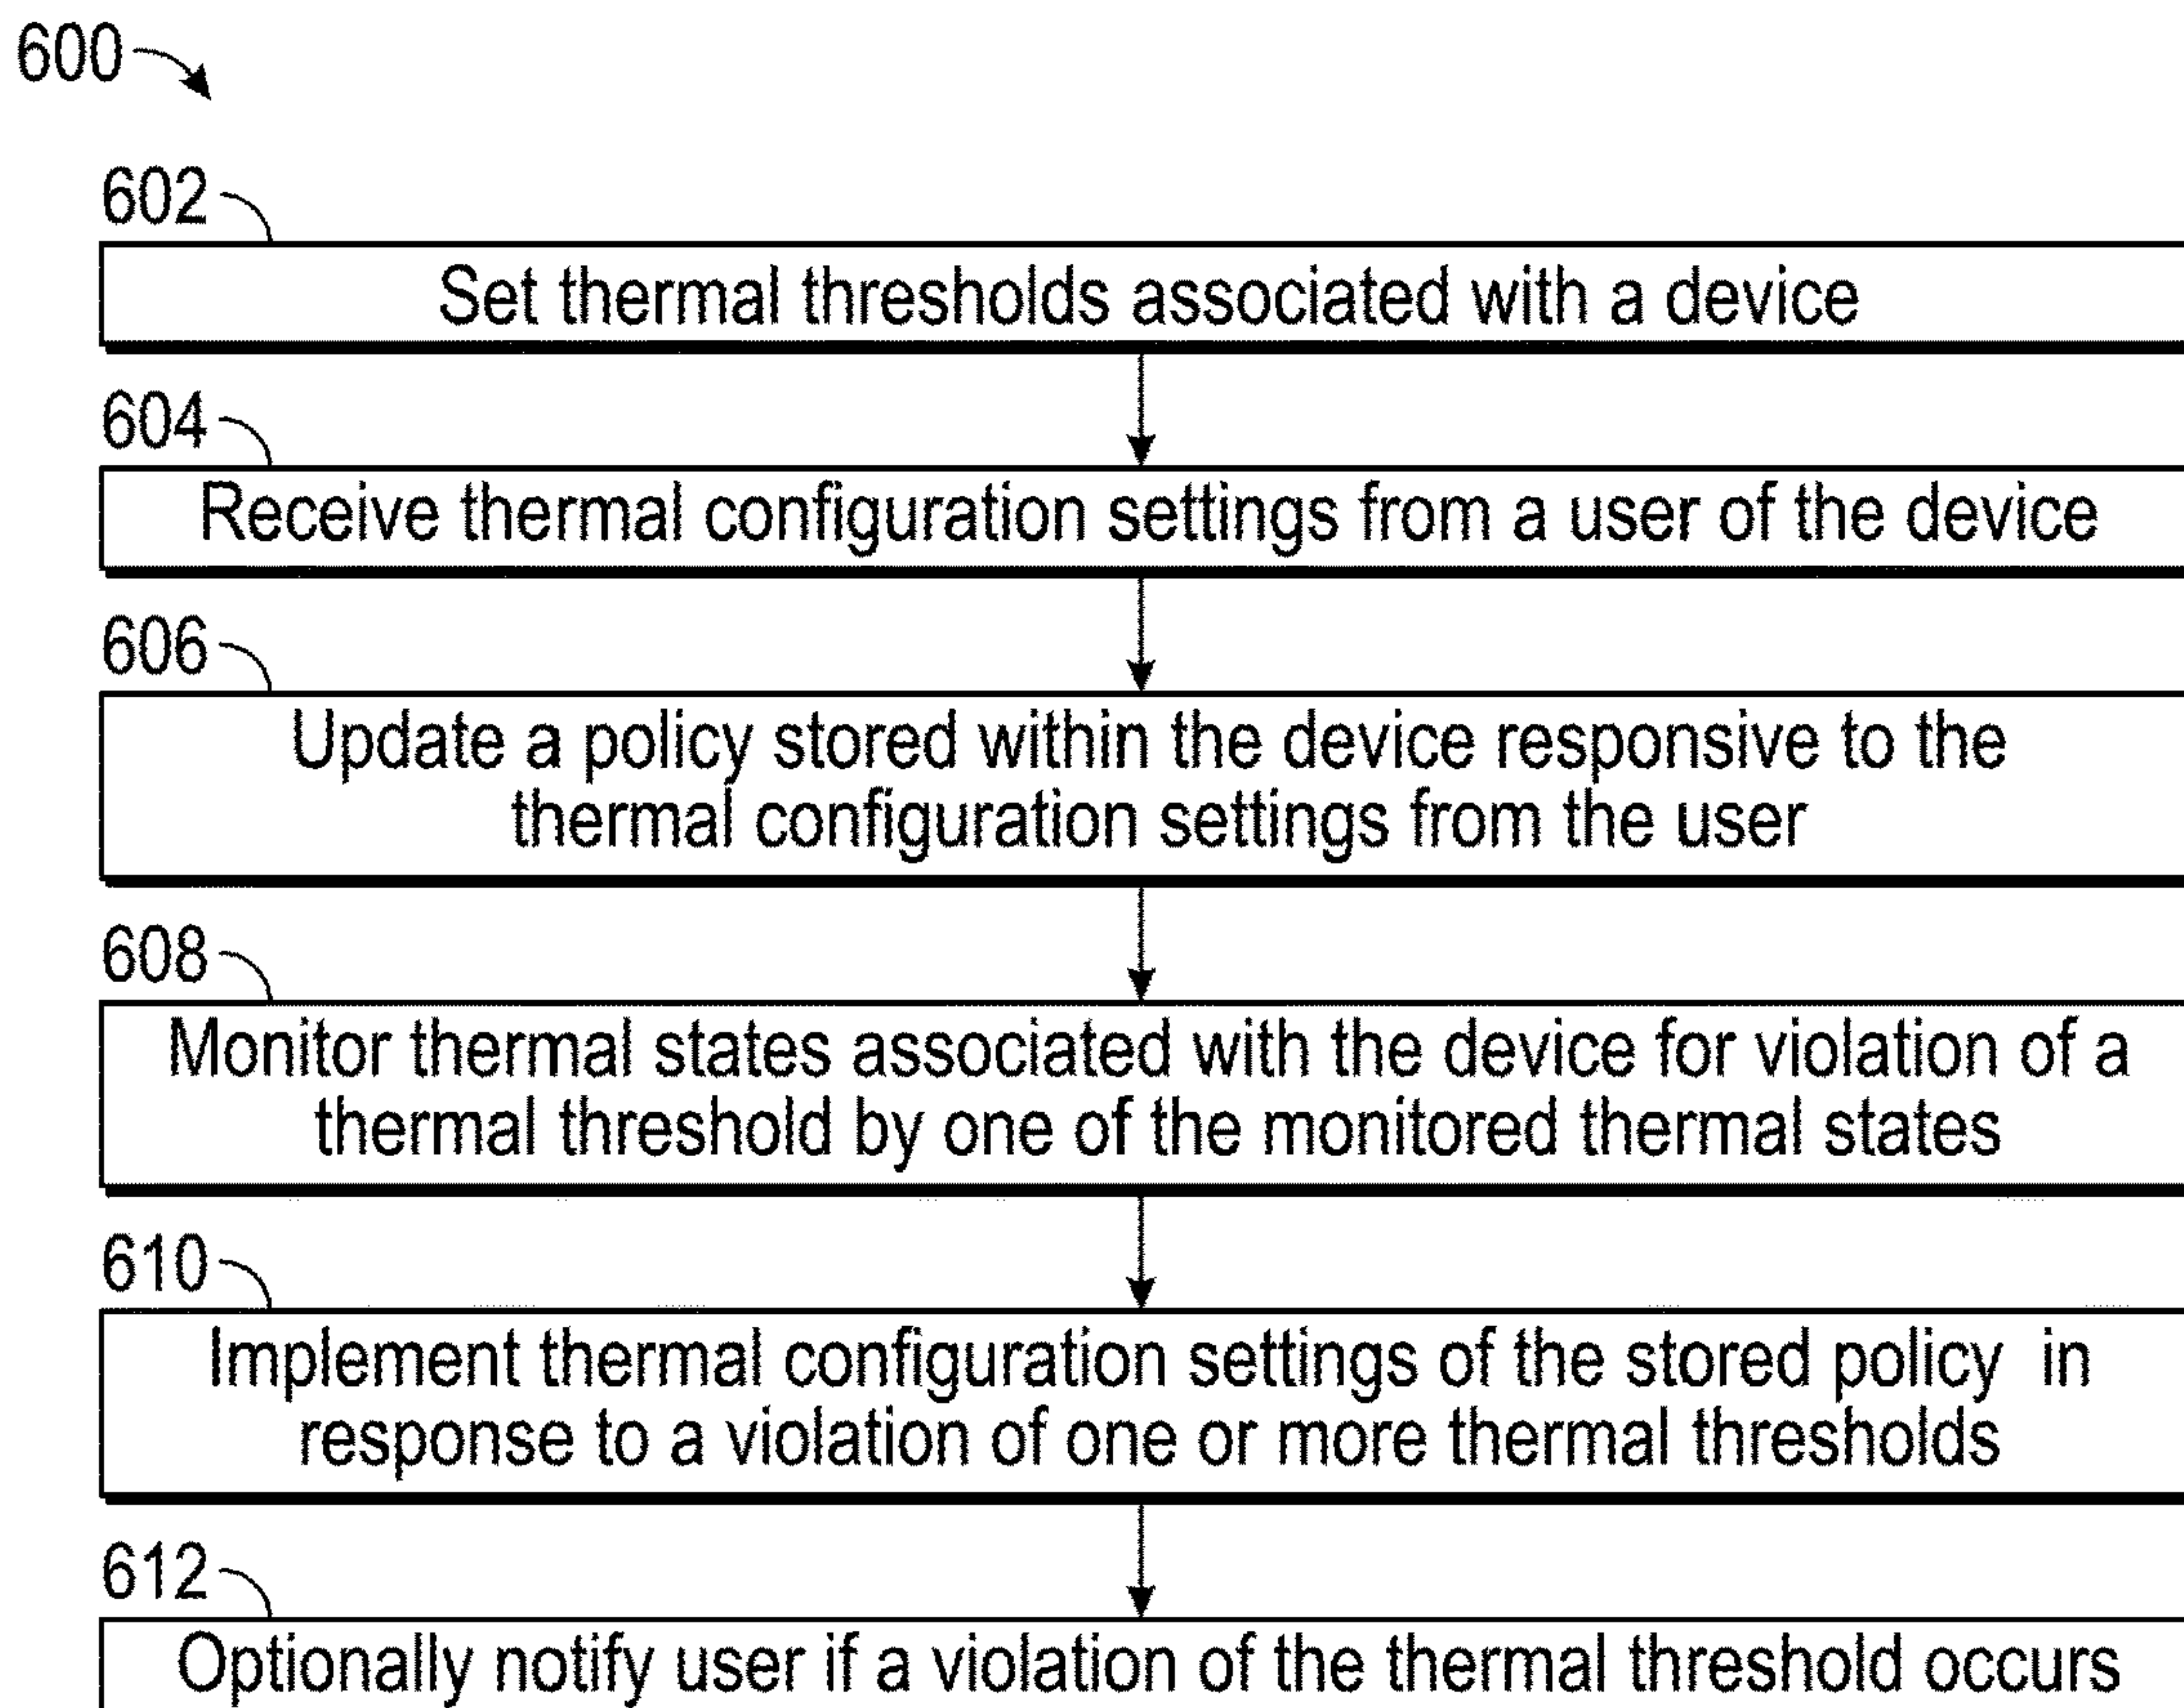 600
602
Set thermal thresholds associated with a device
604
Receive thermal configuration settings from a user of the device
606
Update a policy stored within the device responsive to the
thermal configuration settings from the user
608
Monitor thermal states associated with the device for violation of a
thermal threshold by one of the monitored thermal states
610
Implement thermal configuration settings of the stored policy in
response to a violation of one or more thermal thresholds
612
Optionally notify user if a violation of the thermal threshold occurs